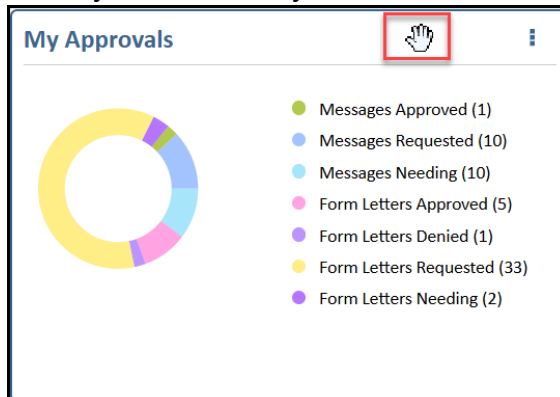 My Approvals
Messages Approved (1)
Messages Requested (10)
Messages Needing (10)
Form Letters Approved (5)
Form Letters Denied (1)
Form Letters Requested (33)
Form Letters Needing (2)